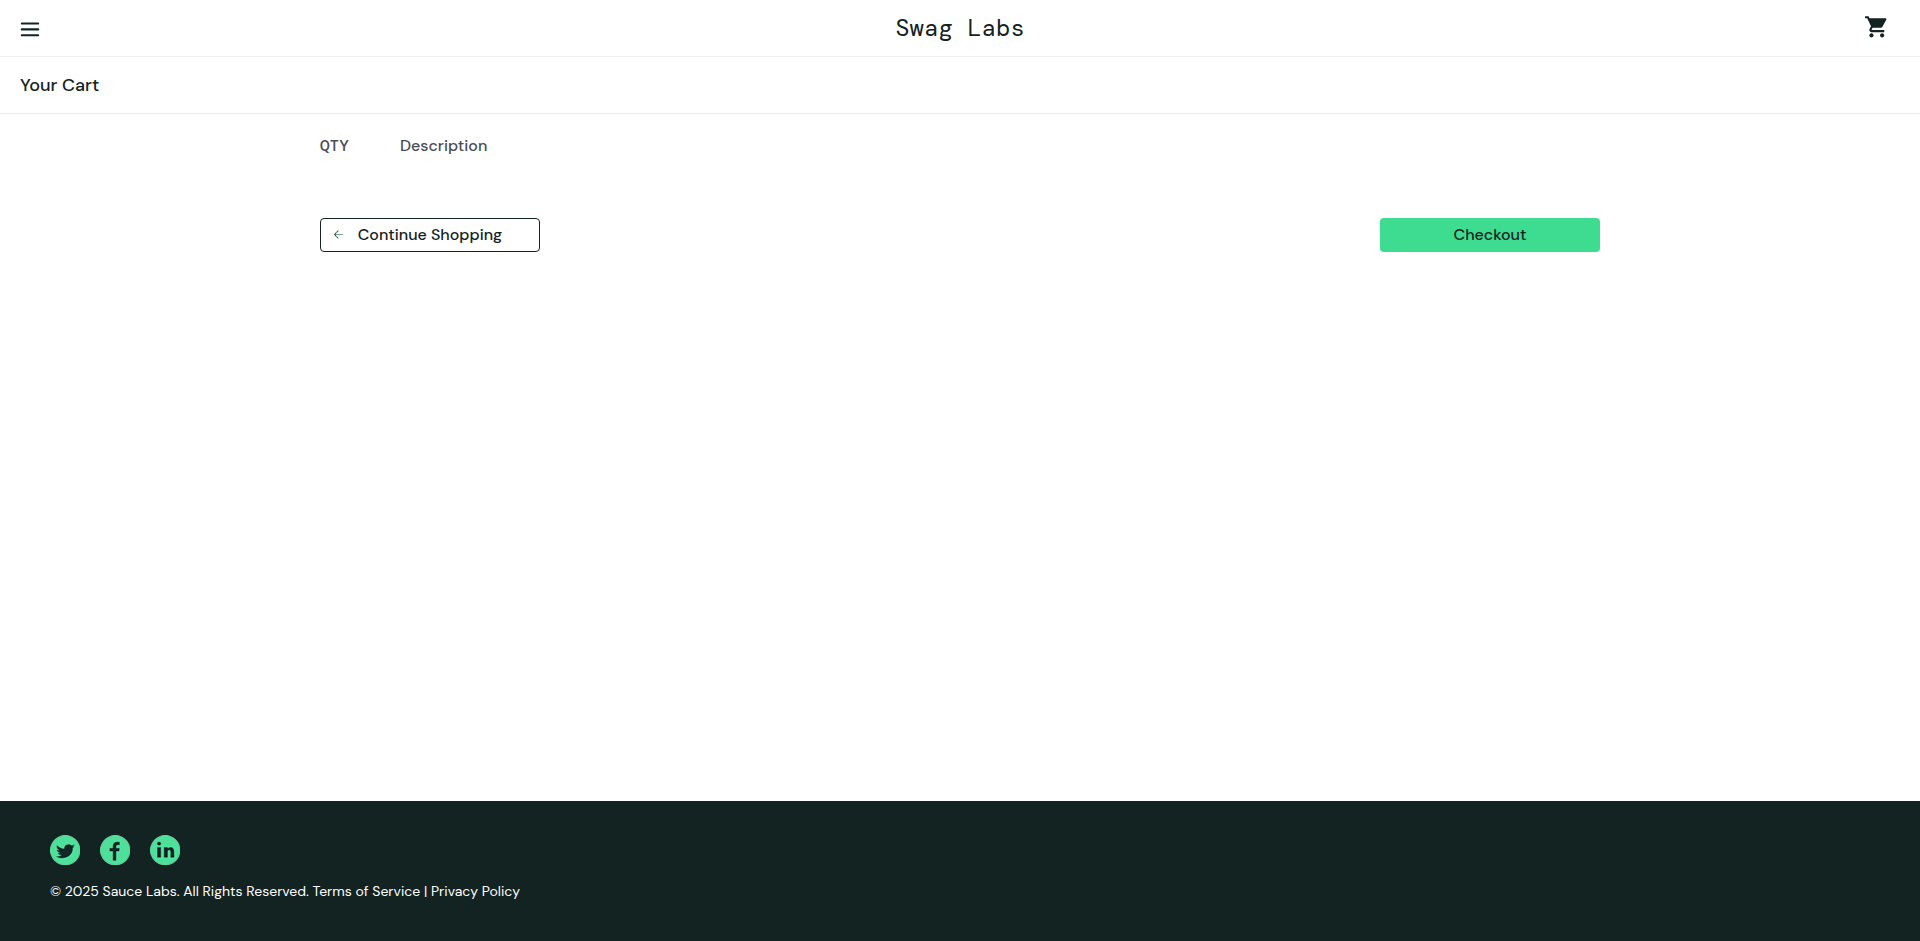 Swag Labs
Your Cart
QTY Description
Continue Shopping Checkout
© 2025 Sauce Labs. All Rights Reserved. Terms of Service | Privacy Policy